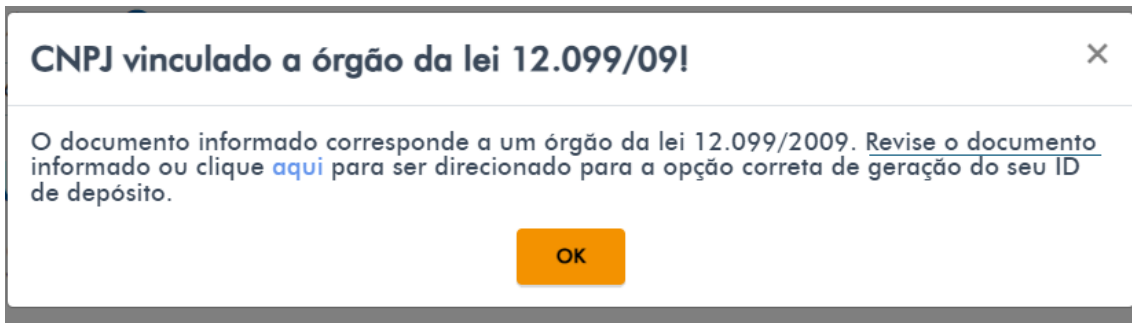 CNPJ vinculado a órgão da lei 12.099/09!
×
O documento informado corresponde a um órgão da lei 12.099/2009. Revise o documento
informado ou clique aqui para ser direcionado para a opção correta de geração do seu ID
de depósito.
OK